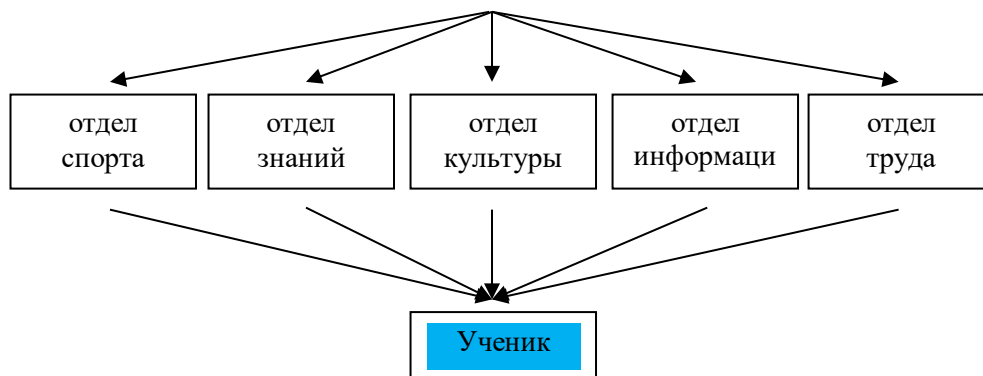 отдел
спорта
отдел
знаний
отдел
культуры
отдел
информаци
отдел
труда
Ученик